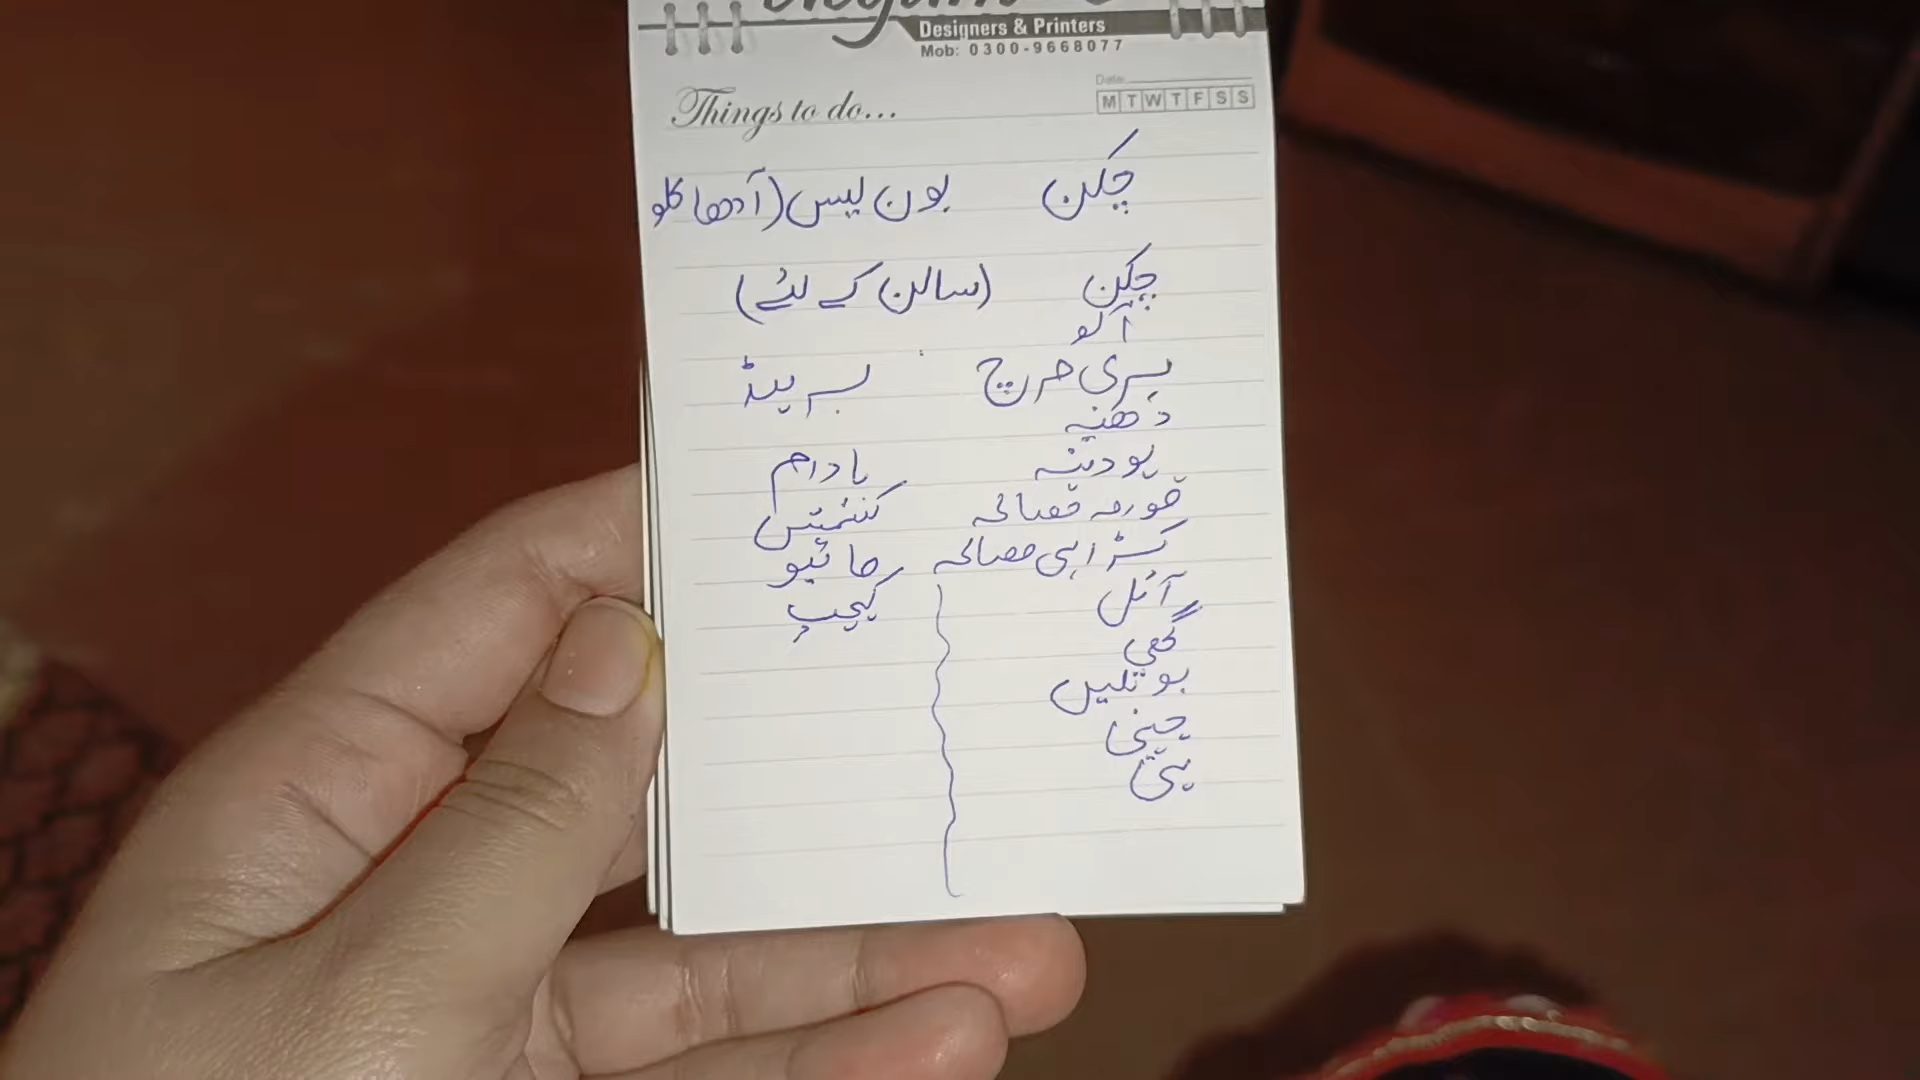 Designers & Printers
Mob: 0300-9668077
Date:
M T W T F S S
Things to do...
چکن بون لیس (آدھا کلو
چکن (سالن کے لئے)
آلو
ہری مرچ بریڈ
دھنیہ
پودینہ بادام
قورمہ مصالحہ
کڑاہی مصالحہ مائیو
آئل کیچپ
گھی
بوتلیں
چینی
پتی